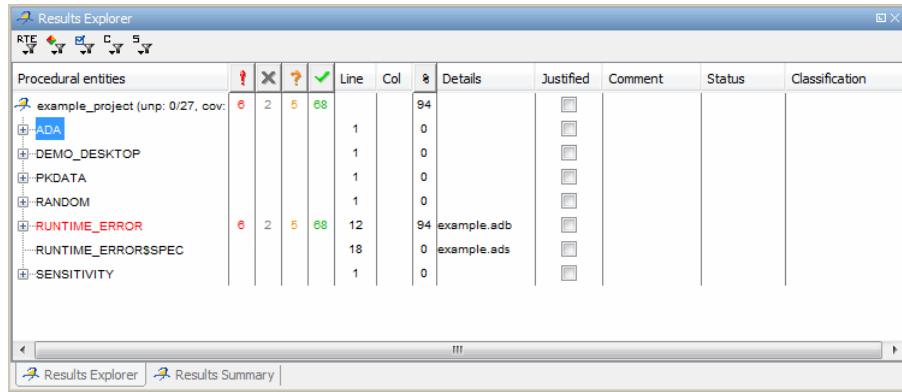 Results Explorer
RTE C S
Procedural entities Line Col % Details Justified Comment Status Classification
example_project (unp: 0/27, cov: 6 2 5 68 94
ADA 1 0
DEMO_DESKTOP 1 0
PKDATA 1 0
RANDOM 1 0
RUNTIME_ERROR 6 2 5 68 12 94 example.adb
RUNTIME_ERROR$SPEC 18 0 example.ads
SENSITIVITY 1 0
Results Explorer Results Summary